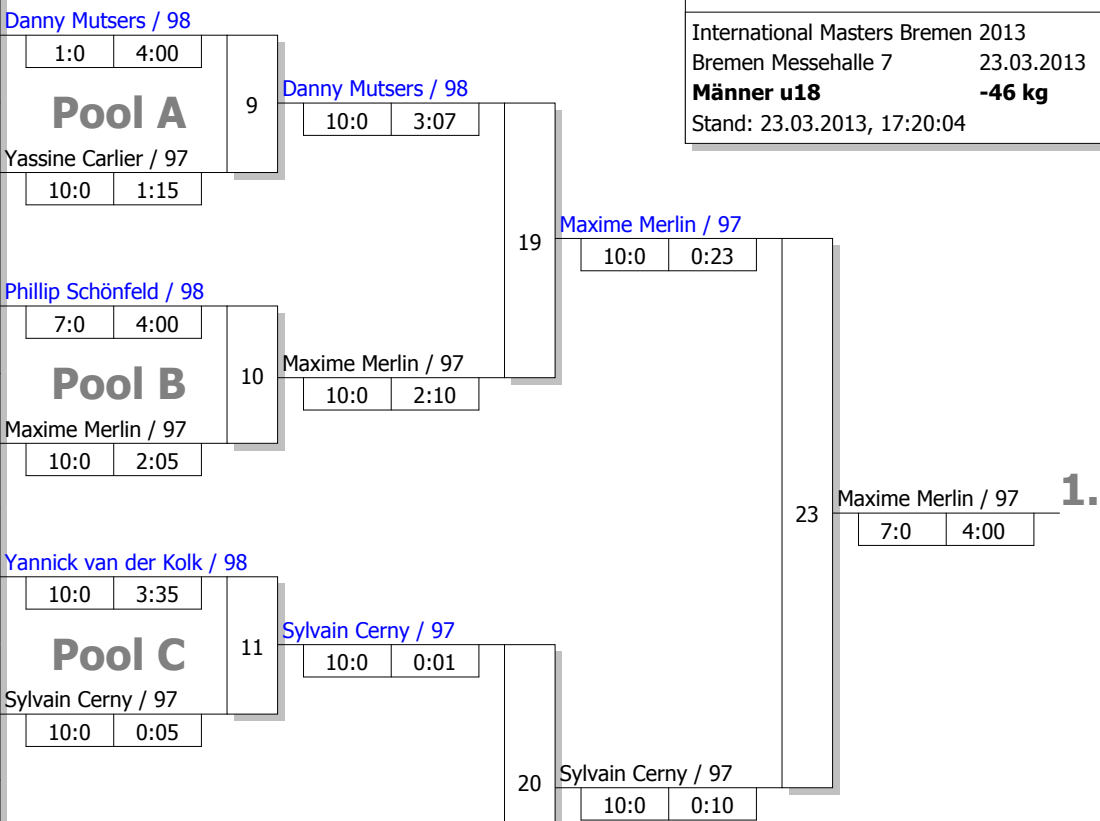 Danny Mutsers / 98
1:0 4:00
Pool A
Yassine Carlier / 97
10:0 1:15
9
Danny Mutsers / 98
10:0 3:07
International Masters Bremen 2013
Bremen Messehalle 7 23.03.2013
Männer u18 -46 kg
Stand: 23.03.2013, 17:20:04
19
Maxime Merlin / 97
10:0 0:23
Phillip Schönfeld / 98
7:0 4:00
Pool B
Maxime Merlin / 97
10:0 2:05
10
Maxime Merlin / 97
10:0 2:10
23
Maxime Merlin / 97
7:0 4:00
1.
Yannick van der Kolk / 98
10:0 3:35
Pool C
Sylvain Cerny / 97
10:0 0:05
11
Sylvain Cerny / 97
10:0 0:01
20
Sylvain Cerny / 97
10:0 0:10